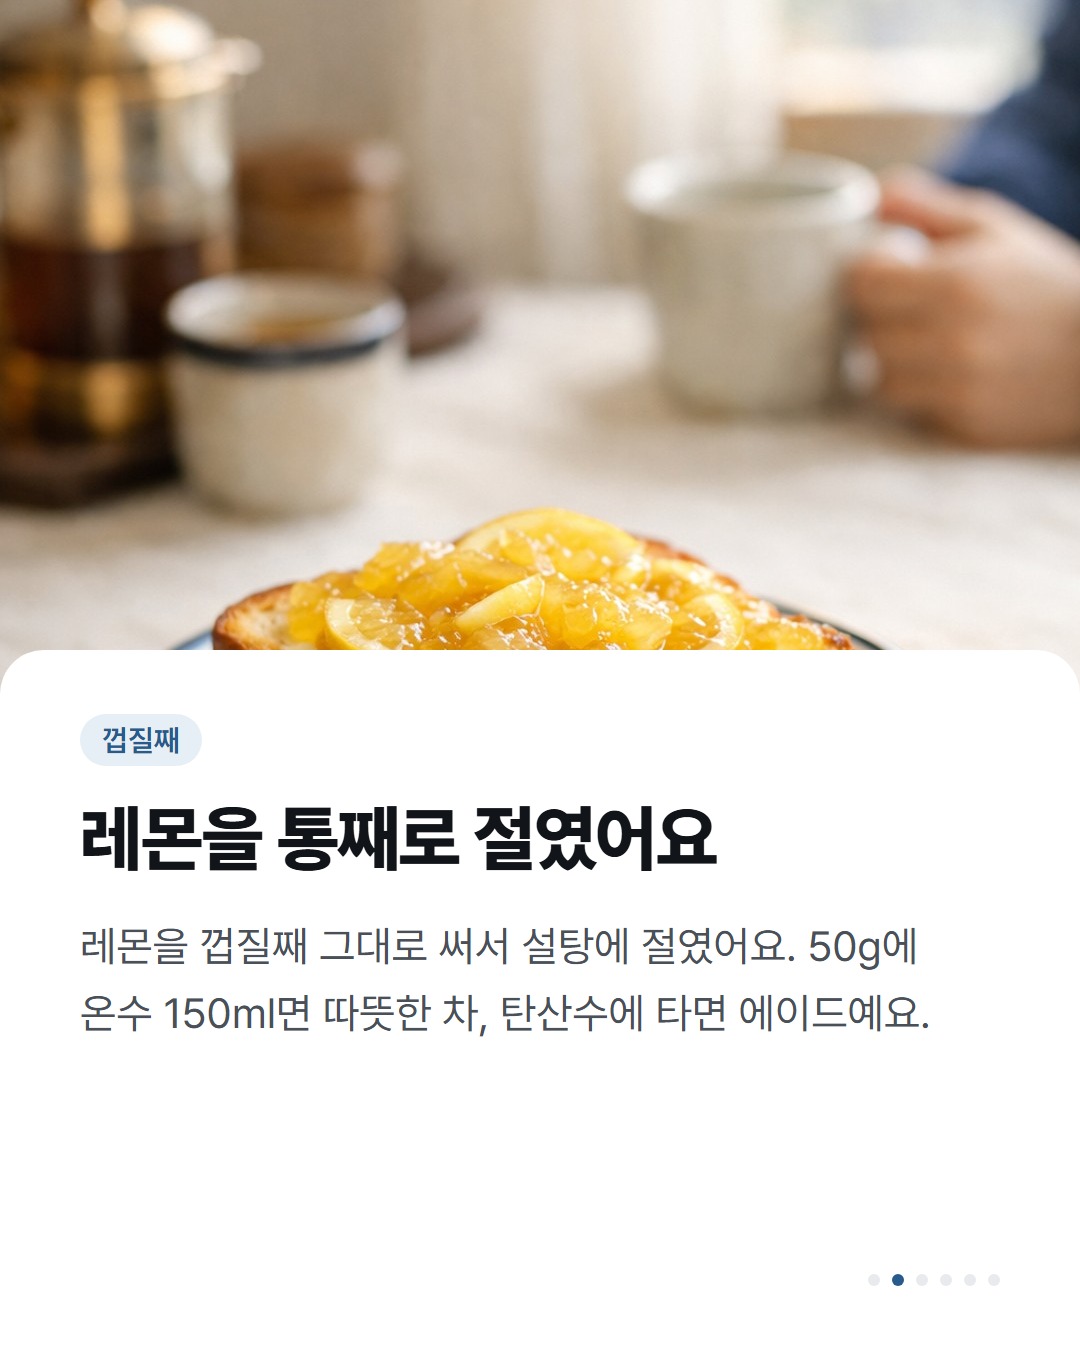 껍질째
레몬을 통째로 절였어요
레몬을 껍질째 그대로 써서 설탕에 절였어요. 50g에
온수 150ml면 따뜻한 차, 탄산수에 타면 에이드예요.